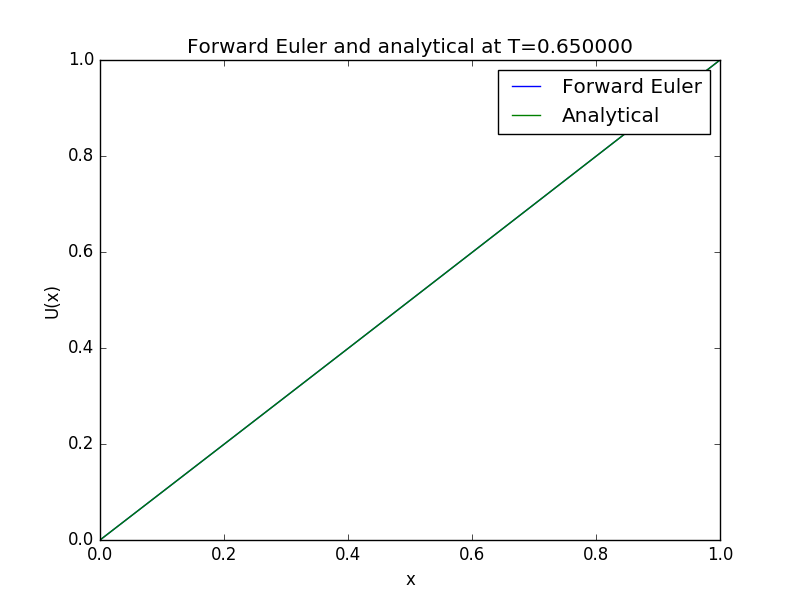 Forward Euler and analytical at T=0.650000
Forward Euler
Analytical
1.0
0.8
0.6
0.4
0.2
0.0
U(x)
0.0 0.2 0.4 0.6 0.8 1.0
x